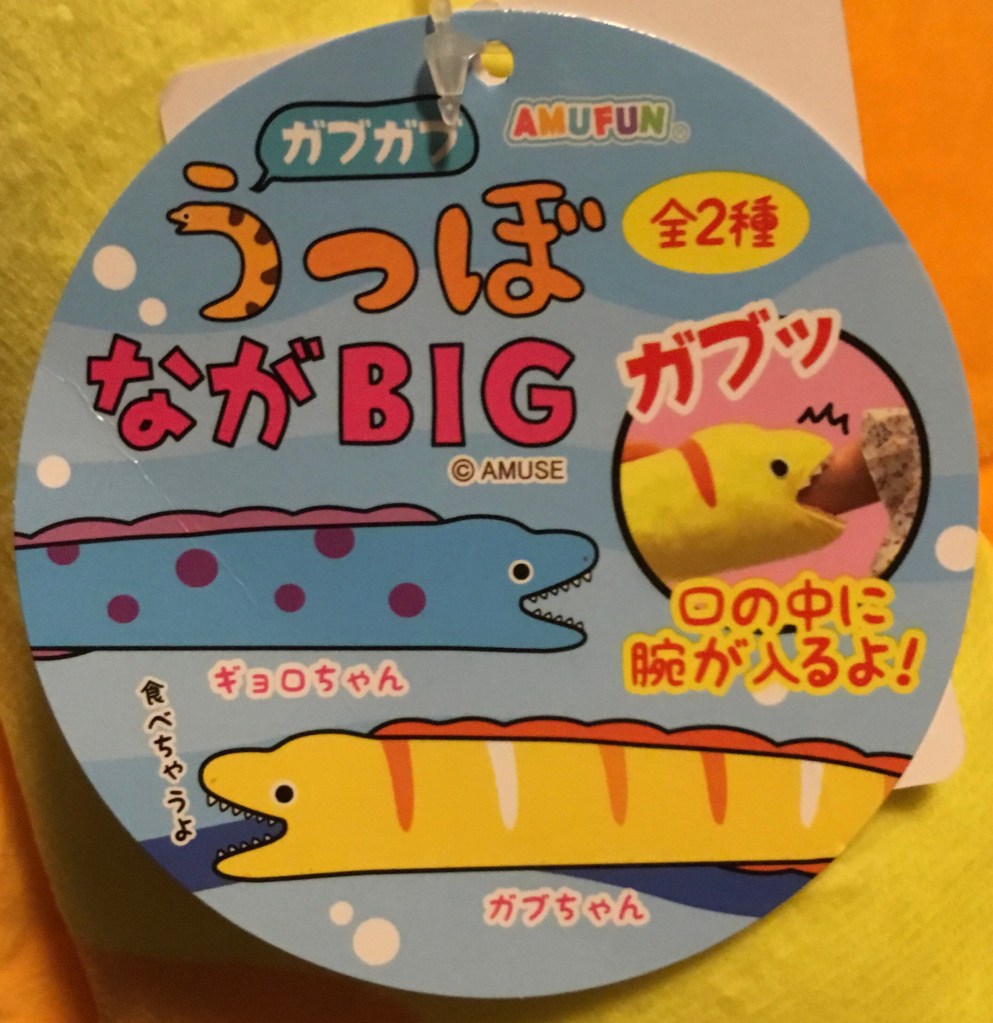 ガブガブ
AMUFUN®
うつぼ
全2種
ながBIG
© AMUSE
ガブッ
口の中に
腕が入るよ!
ギョロちゃん
食べちゃうよ
ガブちゃん